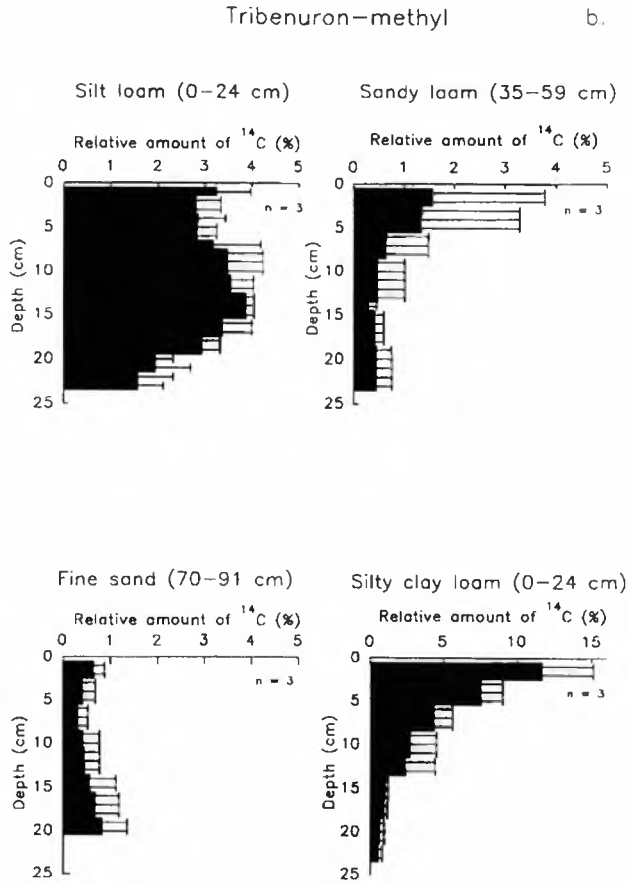 Tribenuron-methyl b.
Silt loam (0-24 cm)
Relative amount of ¹⁴C (%)
0 1 2 3 4 5
0
5
10
15
20
25
Depth (cm)
n = 3
Sandy loam (35-59 cm)
Relative amount of ¹⁴C (%)
0 1 2 3 4 5
0
5
10
15
20
25
Depth (cm)
n = 3
Fine sand (70-91 cm)
Relative amount of ¹⁴C (%)
0 1 2 3 4 5
0
5
10
15
20
25
Depth (cm)
n = 3
Silty clay loam (0-24 cm)
Relative amount of ¹⁴C (%)
0 5 10 15
0
5
10
15
20
25
Depth (cm)
n = 3